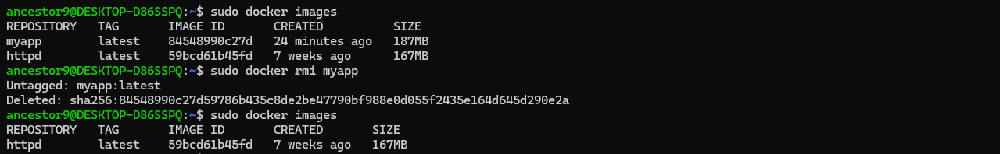 ancestor9@DESKTOP-D86SSPQ:~$ sudo docker images
REPOSITORY   TAG       IMAGE ID       CREATED          SIZE
myapp        latest    84548990c27d   24 minutes ago   187MB
httpd        latest    59bcd61b45fd   7 weeks ago      167MB
ancestor9@DESKTOP-D86SSPQ:~$ sudo docker rmi myapp
Untagged: myapp:latest
Deleted: sha256:84548990c27d59786b435c8de2be47790bf988e0d055f2435e164d645d290e2a
ancestor9@DESKTOP-D86SSPQ:~$ sudo docker images
REPOSITORY   TAG       IMAGE ID       CREATED       SIZE
httpd        latest    59bcd61b45fd   7 weeks ago   167MB